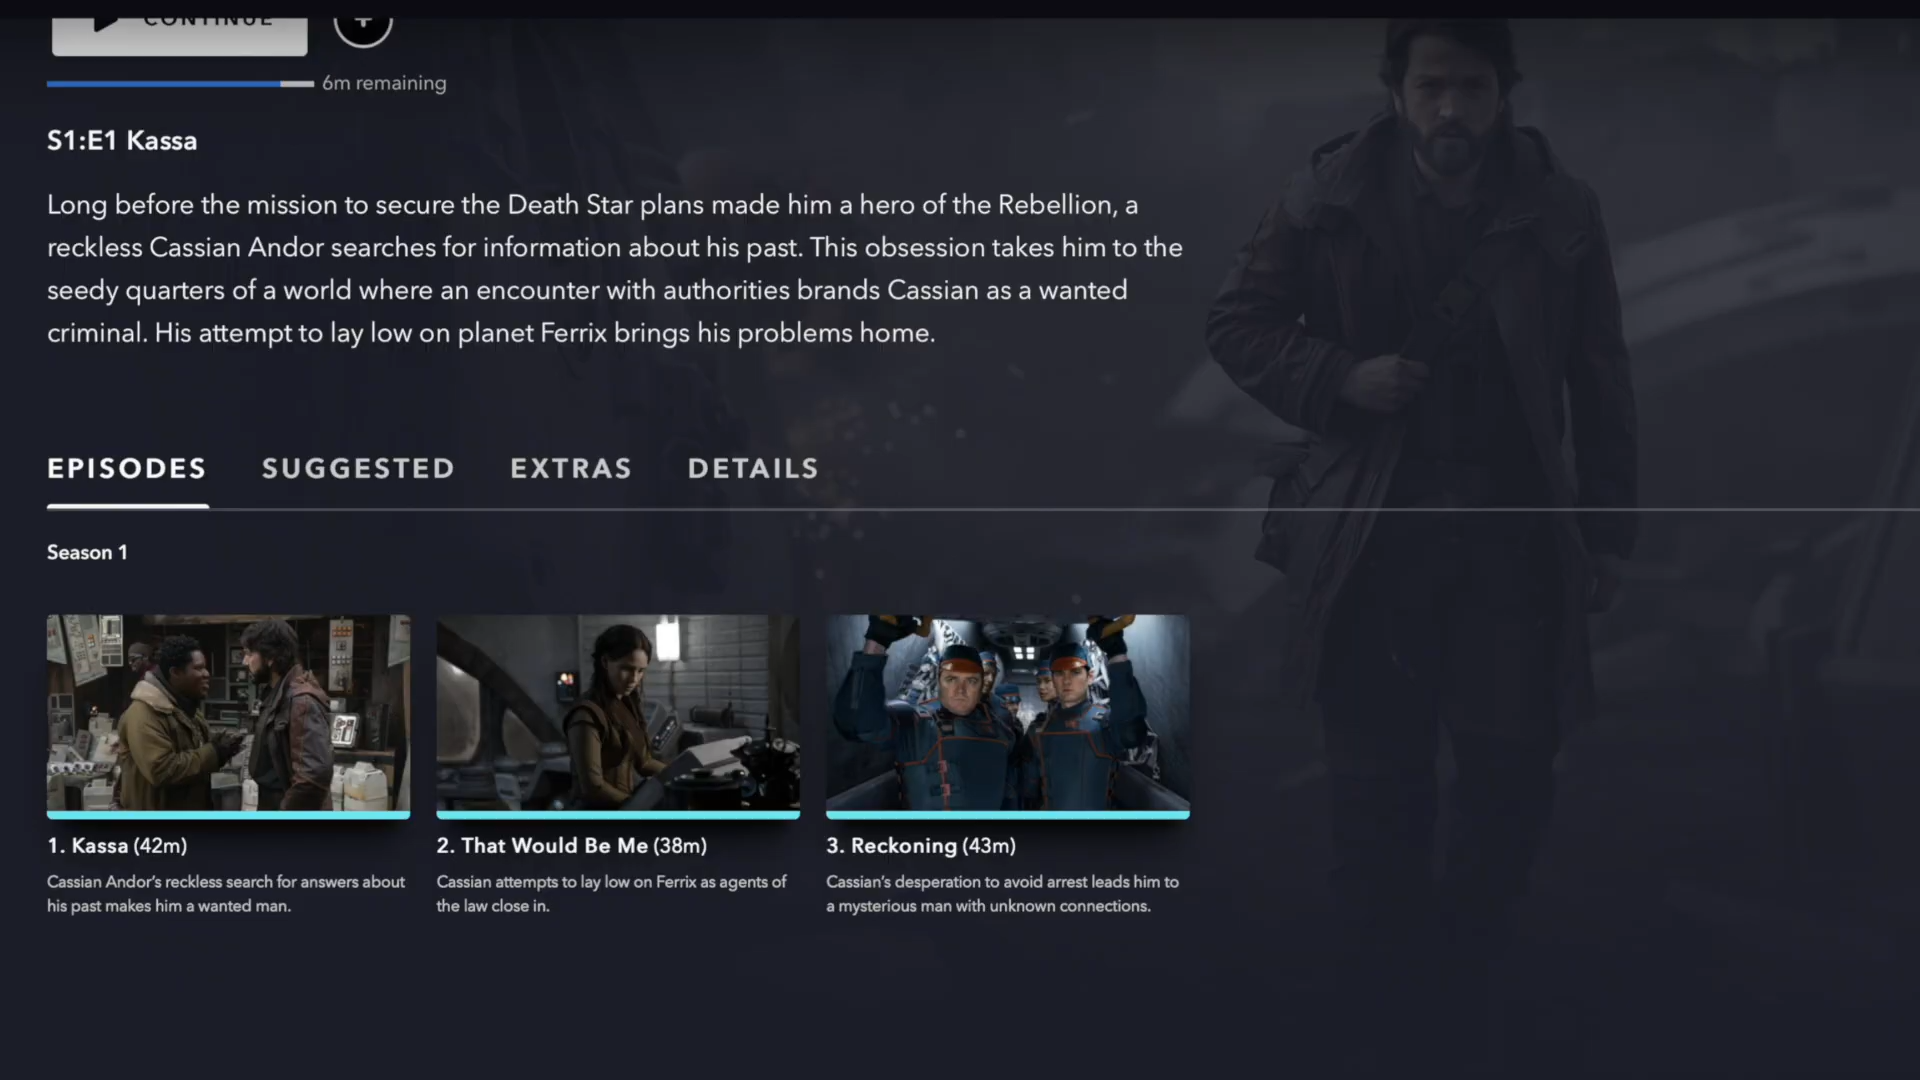 CONTINUE
6m remaining
S1:E1 Kassa
Long before the mission to secure the Death Star plans made him a hero of the Rebellion, a
reckless Cassian Andor searches for information about his past. This obsession takes him to the
seedy quarters of a world where an encounter with authorities brands Cassian as a wanted
criminal. His attempt to lay low on planet Ferrix brings his problems home.
EPISODES SUGGESTED EXTRAS DETAILS
Season 1
1. Kassa (42m)
Cassian Andor’s reckless search for answers about
his past makes him a wanted man.
2. That Would Be Me (38m)
Cassian attempts to lay low on Ferrix as agents of
the law close in.
3. Reckoning (43m)
Cassian’s desperation to avoid arrest leads him to
a mysterious man with unknown connections.